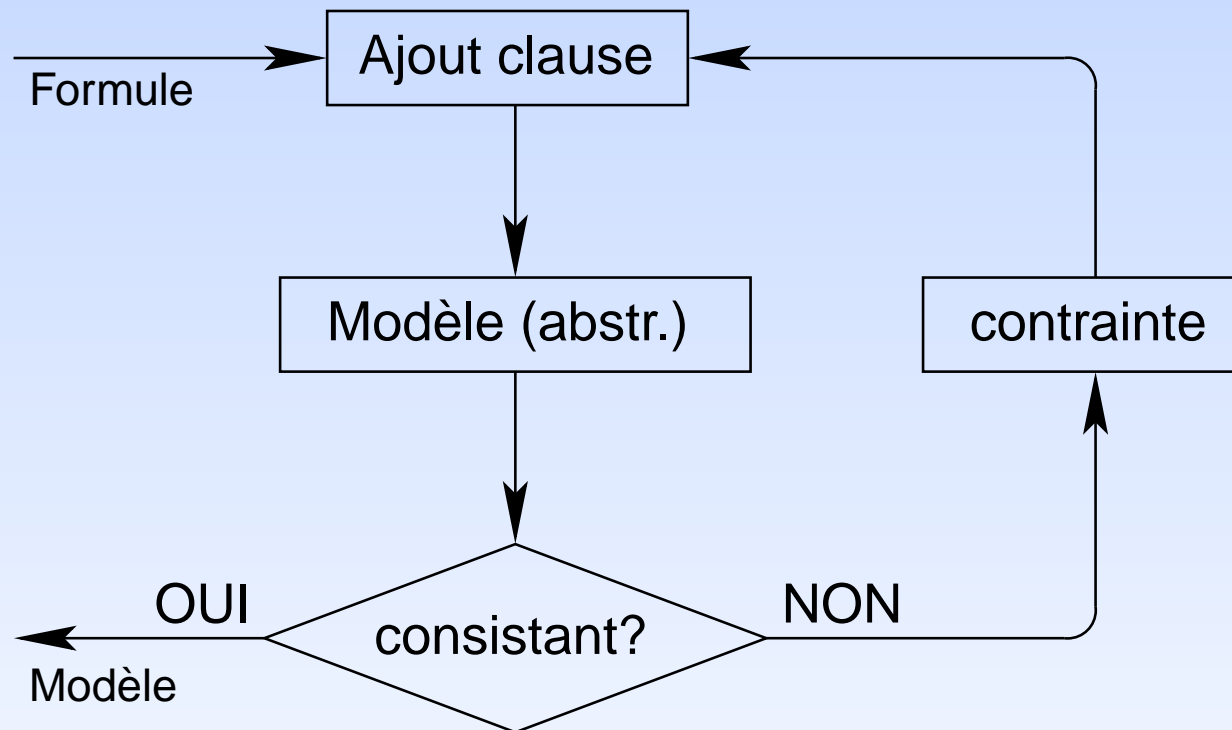 Ajout clause
Formule
Modèle (abstr.)
contrainte
OUI
NON
consistant?
Modèle